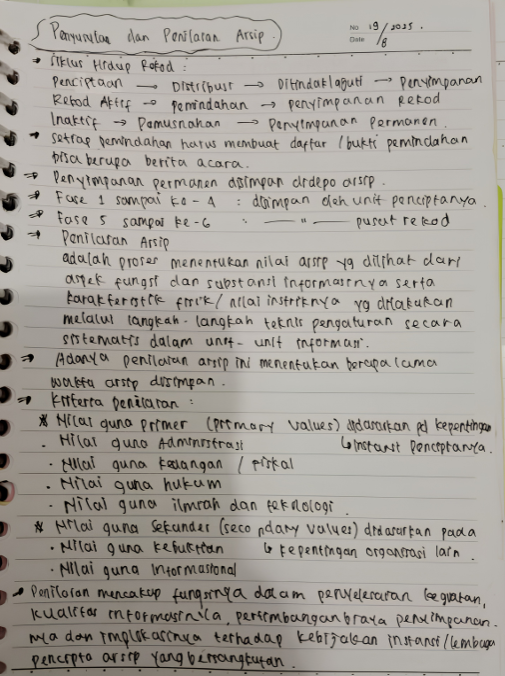 Penyusutan dan Penilaian Arsip.
No 19/2025.
Date /8
→ Siklus Hidup Rekod :
Penciptaan → Distribusi → Ditindaklanjuti → Penyimpanan
Rekod Aktif → pemindahan → penyimpanan Rekod
Inaktif → Pemusnahan → Penyimpanan Permanen.
→ setiap pemindahan harus membuat daftar / bukti pemindahan
bisa berupa berita acara.
⇒ Penyimpanan permanen disimpan di depo arsip.
⇒ Fase 1 sampai ke-4 : disimpan oleh unit penciptanya.
⇒ Fase 5 sampai ke-6 : —— " —— pusat rekod
⇒ Penilaian Arsip
adalah proses menentukan nilai arsip yg dilihat dari
aspek fungsi dan substansi informasinya serta
karakteristik fisik / nilai instriknya yg dilakukan
melalui langkah-langkah teknis pengaturan secara
sistematis dalam unit-unit informasi.
⇒ Adanya penilaian arsip ini menentukan berapa lama
waktu arsip disimpan.
⇒ Kriteria penilaian :
* Nilai guna primer (primary values) didasarkan pd kepentingan
· Nilai guna Administrasi ↳ instansi Penciptanya.
· Nilai guna keuangan / fiskal
· Nilai guna hukum
· Nilai guna ilmiah dan teknologi.
* Nilai guna Sekunder (secondary values) didasarkan pada
· Nilai guna kebuktian ↳ kepentingan organisasi lain.
· Nilai guna Informasional
→ Penilaian mencakup fungsinya dalam penyelesaian kegiatan,
kualitas informasinya, pertimbangan biaya penyimpanan-
nya dan implikasinya terhadap kebijakan instansi / lembaga
pencipta arsip yang bersangkutan.